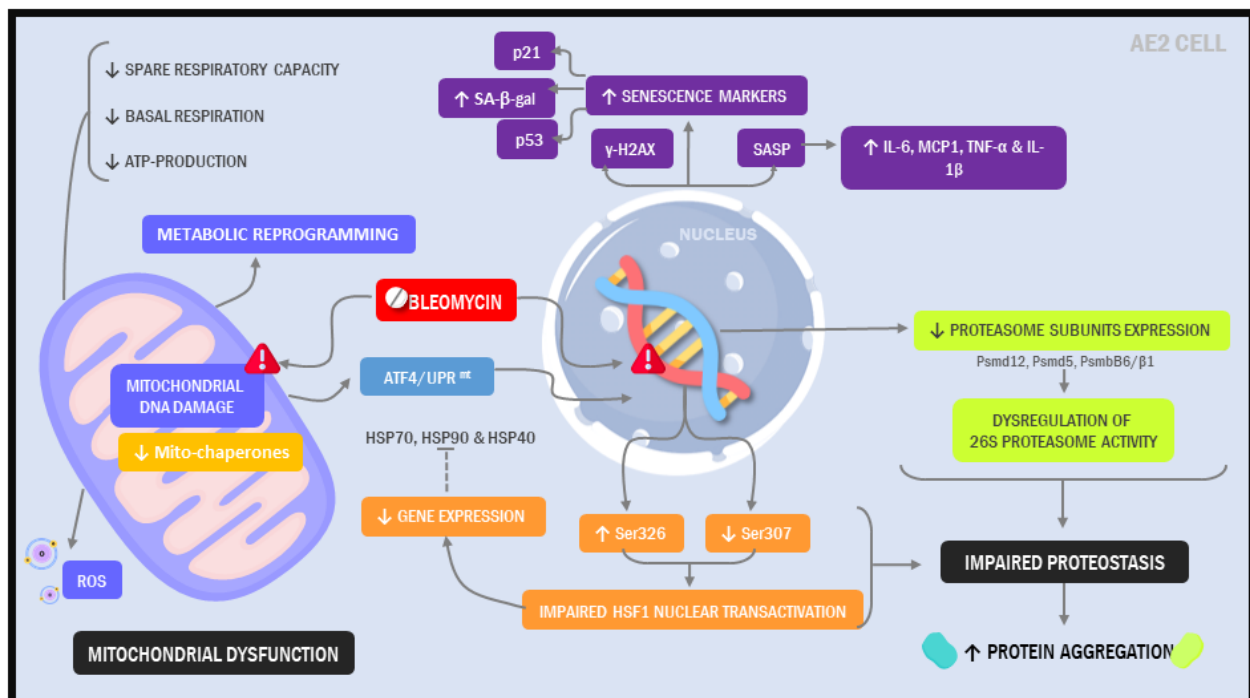 AE2 CELL
↓ SPARE RESPIRATORY CAPACITY
↓ BASAL RESPIRATION
↓ ATP-PRODUCTION
p21
↑ SA-β-gal
p53
↑ SENESCENCE MARKERS
γ-H2AX
SASP
↑ IL-6, MCP1, TNF-α & IL-
1β
METABOLIC REPROGRAMMING
NUCLEUS
BLEOMYCIN
↓ PROTEASOME SUBUNITS EXPRESSION
Psmd12, Psmd5, PsmbB6/β1
MITOCHONDRIAL
DNA DAMAGE
ATF4/UPR mt
DYSREGULATION OF
26S PROTEASOME ACTIVITY
↓ Mito-chaperones
HSP70, HSP90 & HSP40
↓ GENE EXPRESSION
↑ Ser326
↓ Ser307
ROS
IMPAIRED PROTEOSTASIS
IMPAIRED HSF1 NUCLEAR TRANSACTIVATION
MITOCHONDRIAL DYSFUNCTION
↑ PROTEIN AGGREGATION